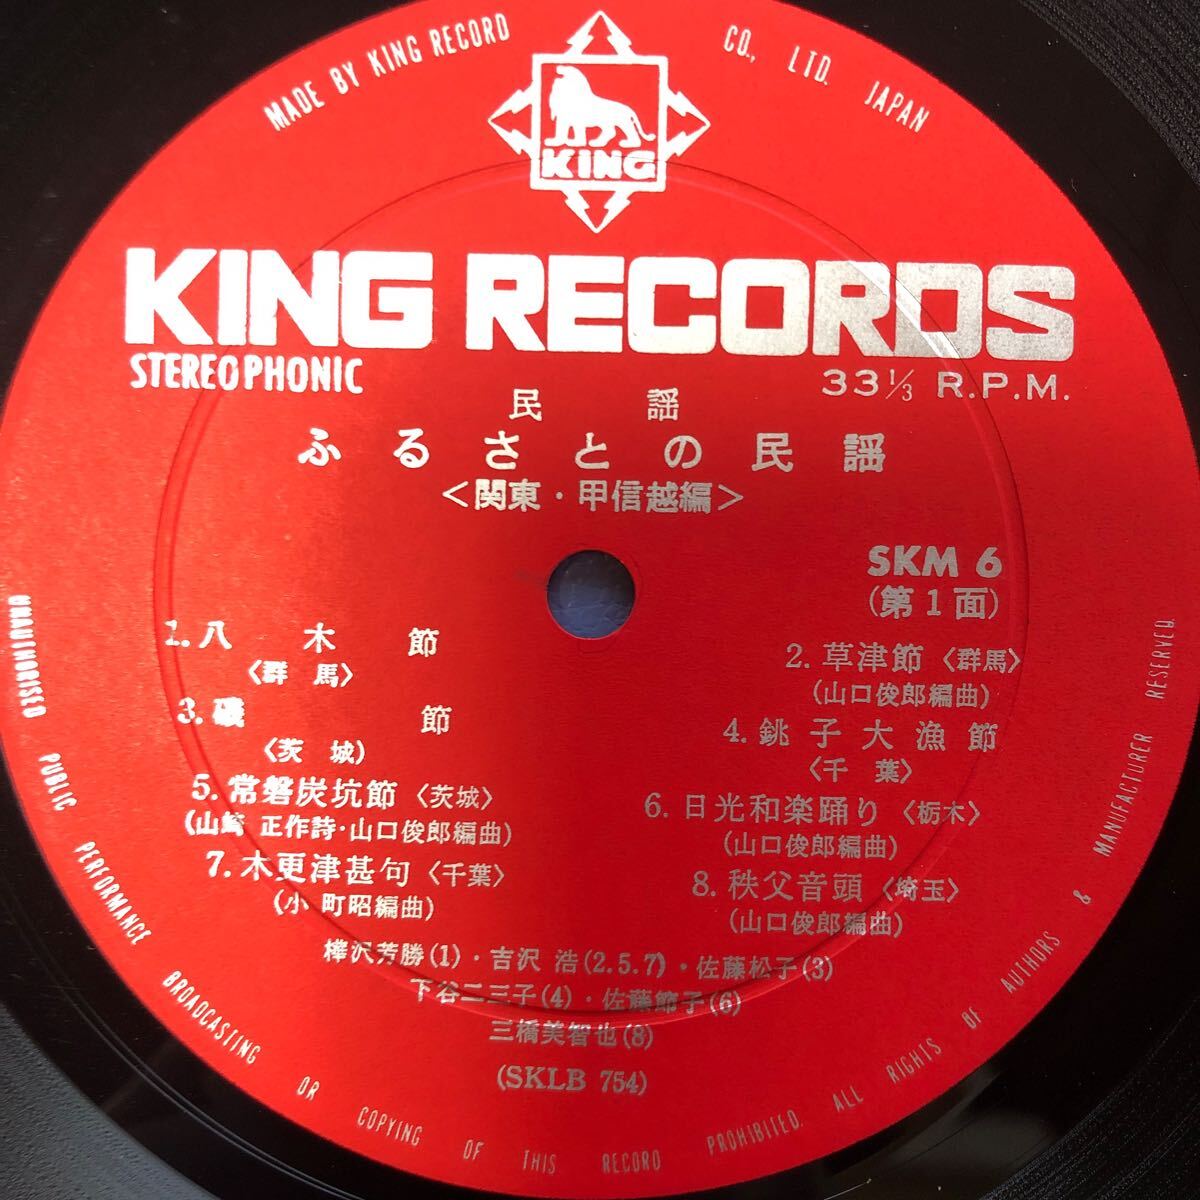 MADE BY KING RECORD CO., LTD. JAPAN
KING
KING RECORDS
STEREOPHONIC
33 1/3 R.P.M.
民 謡
ふるさとの民謡
<関東・甲信越編>
SKM 6
(第1面)
1. 八木節
〈群馬〉
2. 草津節〈群馬〉
(山口俊郎編曲)
3. 磯節
〈茨城〉
4. 銚子大漁節
〈千葉〉
5. 常磐炭坑節〈茨城〉
(山崎正作詩・山口俊郎編曲)
6. 日光和楽踊り〈栃木〉
(山口俊郎編曲)
7. 木更津甚句〈千葉〉
(小町昭編曲)
8. 秩父音頭〈埼玉〉
(山口俊郎編曲)
樺沢芳勝(1)・吉沢 浩(2.5.7)・佐藤松子(3)
下谷二三子(4)・佐藤節子(6)
三橋美智也(8)
(SKLB 754)
UNAUTHORISED PUBLIC PERFORMANCE BROADCASTING OR COPYING OF THIS RECORD PROHIBITED. ALL RIGHTS OF AUTHORS & MANUFACTURER RESERVED.